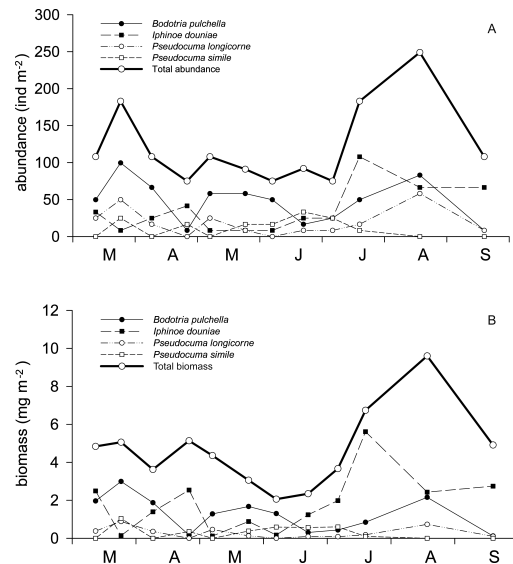 300
250
200
150
100
50
0
abundance (ind m-2)
Bodotria pulchella
Iphinoe douniae
Pseudocuma longicorne
Pseudocuma simile
Total abundance
A
M A M J J A S
12
10
8
6
4
2
0
biomass (mg m-2)
Bodotria pulchella
Iphinoe douniae
Pseudocuma longicorne
Pseudocuma simile
Total biomass
B
M A M J J A S